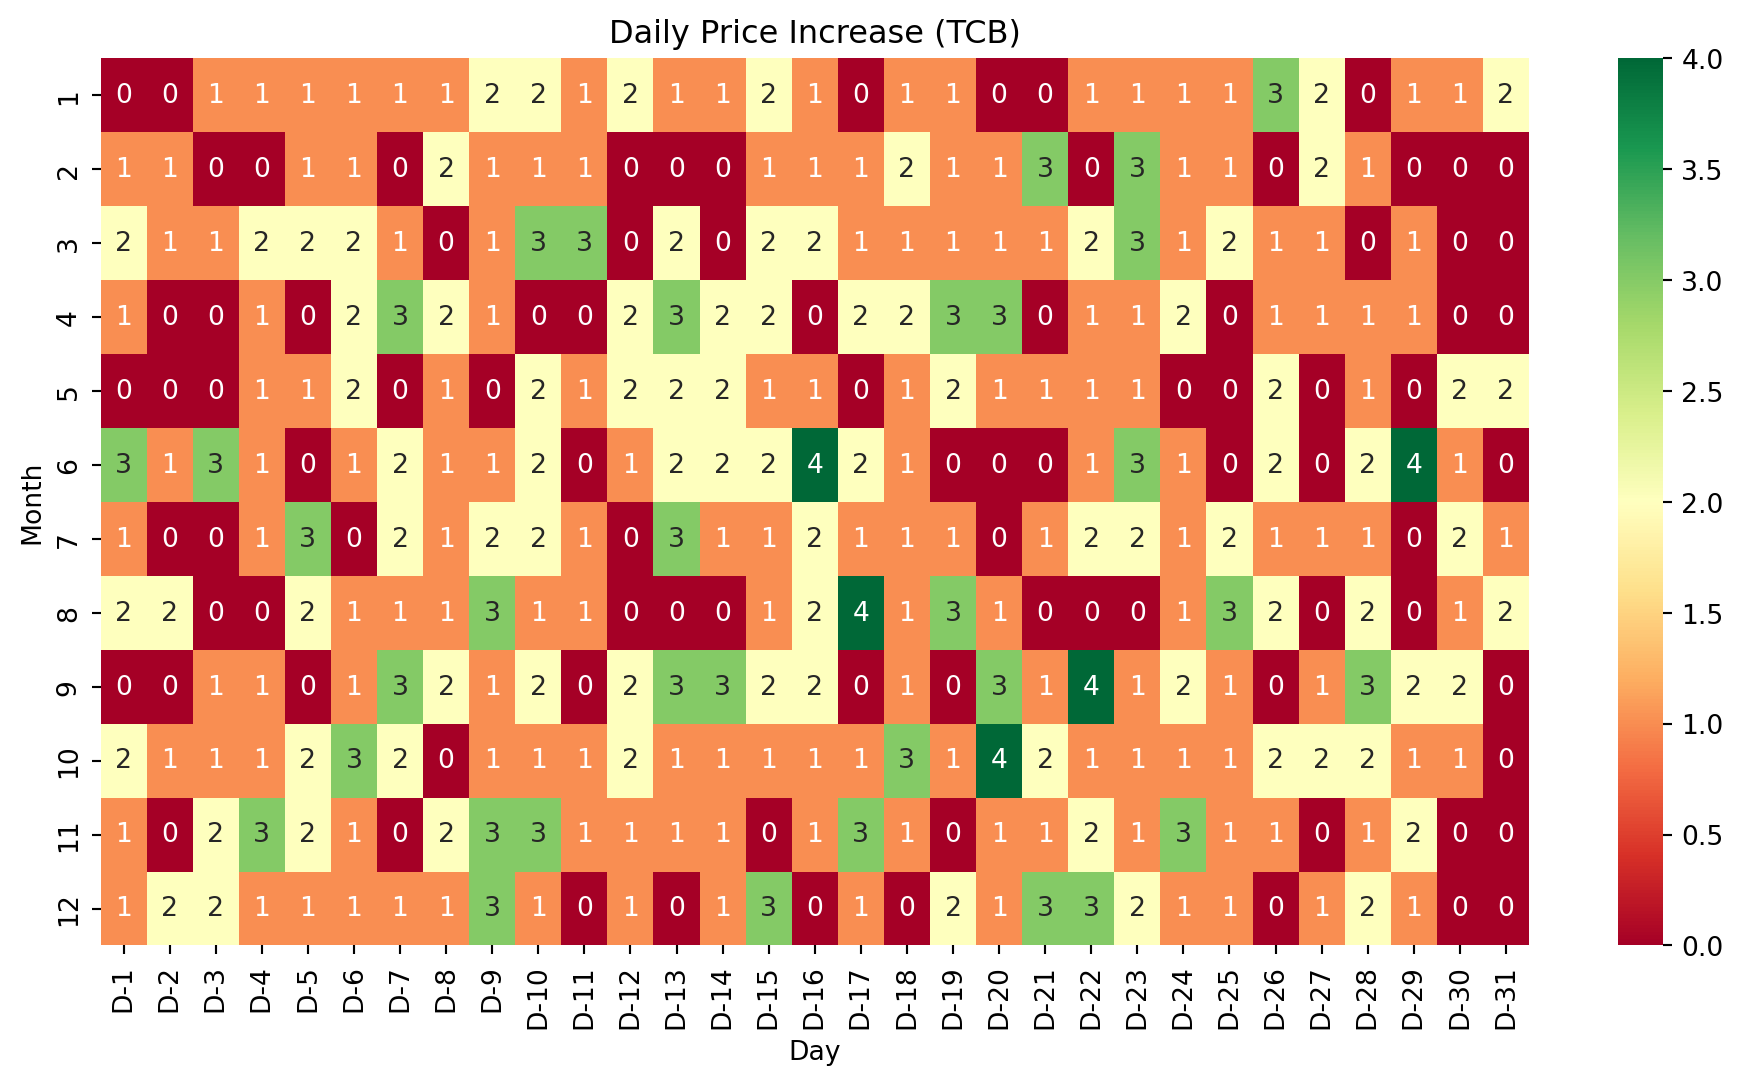 Daily Price Increase (TCB)
1 0 0 1 1 1 1 1 1 2 2 1 2 1 1 2 1 0 1 1 0 0 1 1 1 1 3 2 0 1 1 2
2 1 1 0 0 1 1 0 2 1 1 1 0 0 0 1 1 1 2 1 1 3 0 3 1 1 0 2 1 0 0 0
3 2 1 1 2 2 2 1 0 1 3 3 0 2 0 2 2 1 1 1 1 1 2 3 1 2 1 1 0 1 0 0
4 1 0 0 1 0 2 3 2 1 0 0 2 3 2 2 0 2 2 3 3 0 1 1 2 0 1 1 1 1 0 0
5 0 0 0 1 1 2 0 1 0 2 1 2 2 2 1 1 0 1 2 1 1 1 1 0 0 2 0 1 0 2 2
6 3 1 3 1 0 1 2 1 1 2 0 1 2 2 2 4 2 1 0 0 0 1 3 1 0 2 0 2 4 1 0
7 1 0 0 1 3 0 2 1 2 2 1 0 3 1 1 2 1 1 1 0 1 2 2 1 2 1 1 1 0 2 1
8 2 2 0 0 2 1 1 1 3 1 1 0 0 0 1 2 4 1 3 1 0 0 0 1 3 2 0 2 0 1 2
9 0 0 1 1 0 1 3 2 1 2 0 2 3 3 2 2 0 1 0 3 1 4 1 2 1 0 1 3 2 2 0
10 2 1 1 1 2 3 2 0 1 1 1 2 1 1 1 1 1 3 1 4 2 1 1 1 1 2 2 2 1 1 0
11 1 0 2 3 2 1 0 2 3 3 1 1 1 1 0 1 3 1 0 1 1 2 1 3 1 1 0 1 2 0 0
12 1 2 2 1 1 1 1 1 3 1 0 1 0 1 3 0 1 0 2 1 3 3 2 1 1 0 1 2 1 0 0
Month
D-1 D-2 D-3 D-4 D-5 D-6 D-7 D-8 D-9 D-10 D-11 D-12 D-13 D-14 D-15 D-16 D-17 D-18 D-19 D-20 D-21 D-22 D-23 D-24 D-25 D-26 D-27 D-28 D-29 D-30 D-31
Day
4.0
3.5
3.0
2.5
2.0
1.5
1.0
0.5
0.0